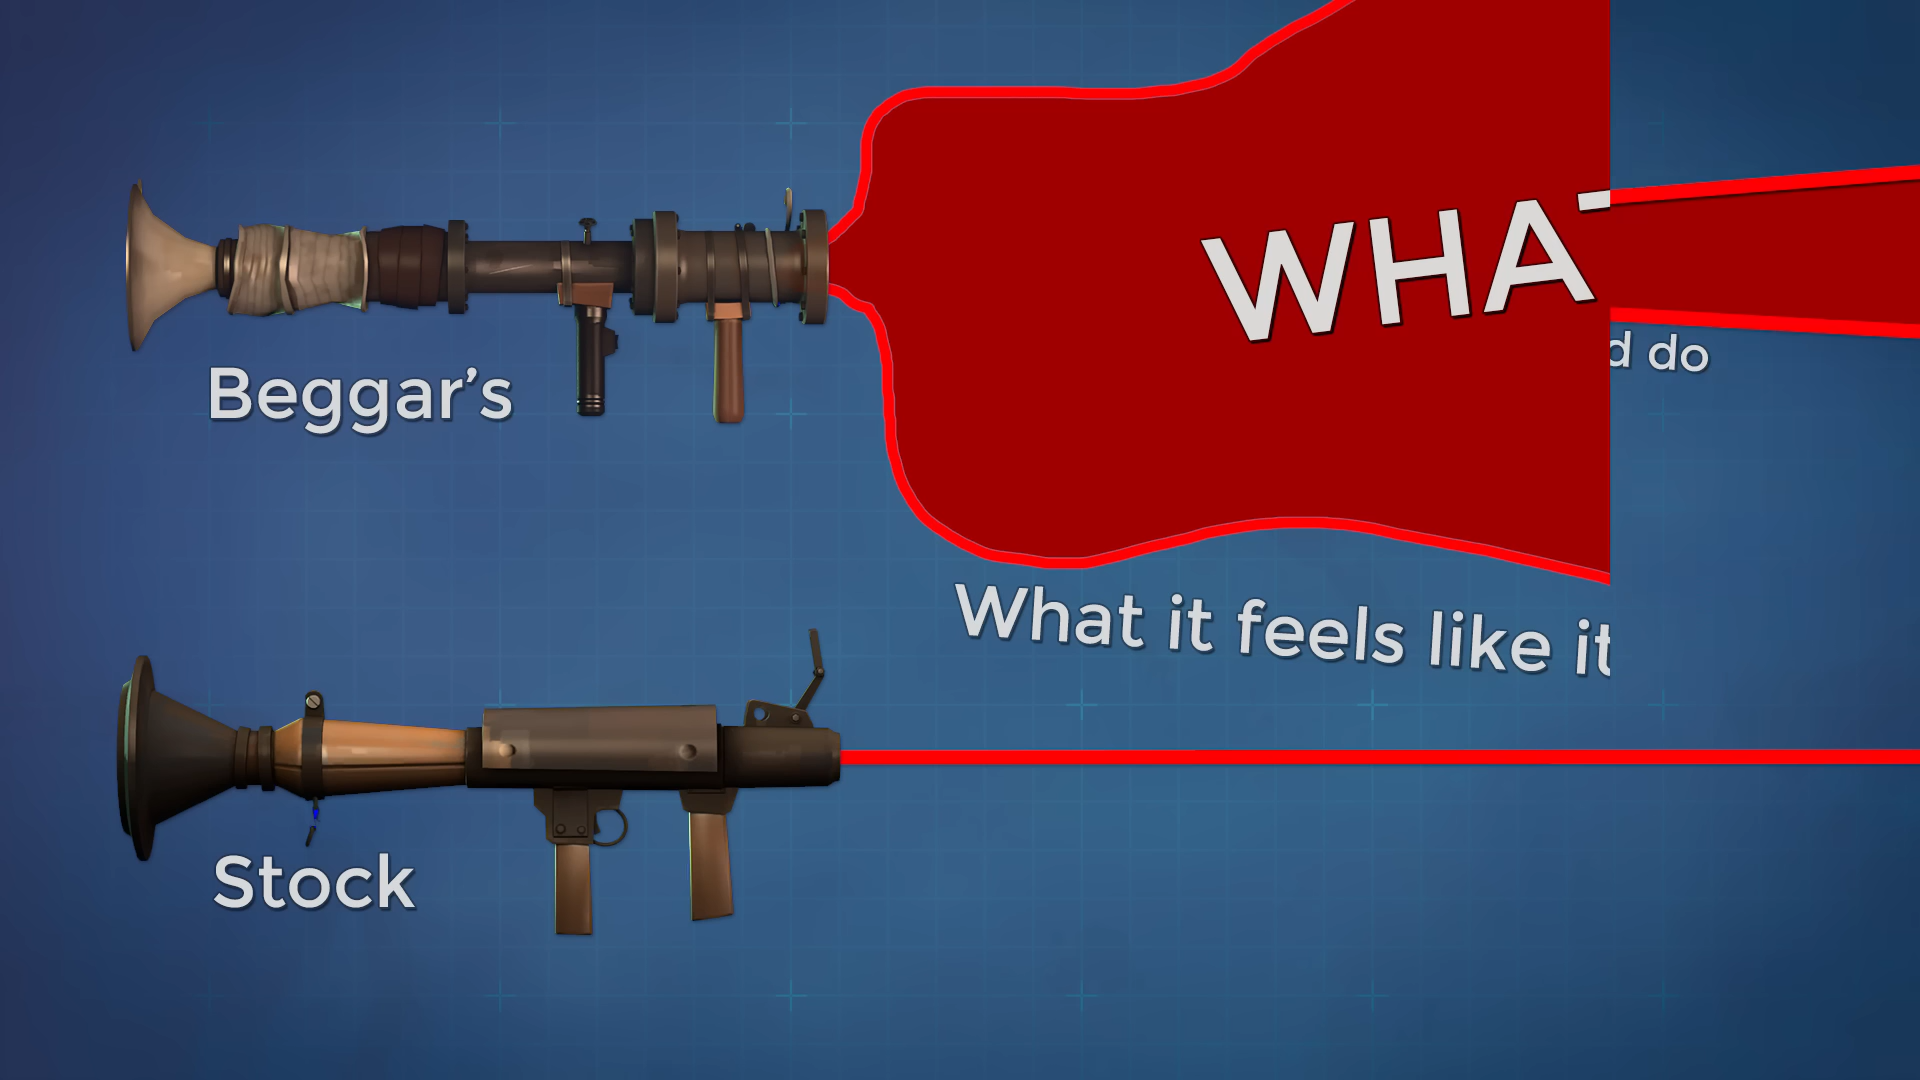 WHA
d do
Beggar's
What it feels like it
Stock